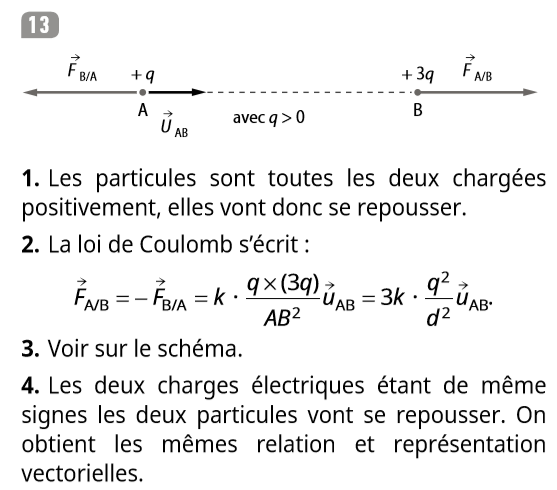 13
F⃗ B/A + q + 3q F⃗ A/B
A U⃗ AB avec q > 0 B
1. Les particules sont toutes les deux chargées
positivement, elles vont donc se repousser.
2. La loi de Coulomb s'écrit :
F⃗ A/B = – F⃗ B/A = k · q × (3q) / AB² u⃗ AB = 3k · q² / d² u⃗ AB.
3. Voir sur le schéma.
4. Les deux charges électriques étant de même
signes les deux particules vont se repousser. On
obtient les mêmes relation et représentation
vectorielles.